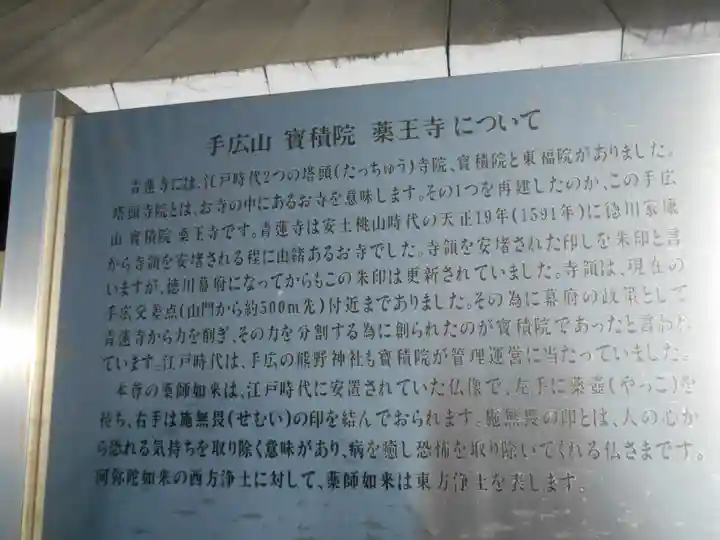 手広山 寳積院 薬王寺について
青蓮寺には、江戸時代2つの塔頭(たっちゅう)寺院、寳積院と東福院がありました。
塔頭寺院とは、お寺の中にあるお寺を意味します。その1つを再建したのか、この手広
山 寳積院 薬王寺です。青蓮寺は安土桃山時代の天正19年(1591年)に徳川家康
から寺領を安堵される程に由緒あるお寺でした。寺領を安堵された印しを朱印と言
いますが、徳川幕府になってからもこの朱印は更新されていました。寺領は、現在の
手広交差点(山門から約500m先)付近までありました。その為に幕府の政策として
青蓮寺から力を削ぎ、その力を分割する為に創られたのが寳積院であったと言われ
ています。江戸時代は、手広の熊野神社も寳積院が管理運営に当たっていました。
本尊の薬師如来は、江戸時代に安置されていた仏像で、左手に薬壺(やっこ)を
持ち、右手は施無畏(せむい)の印を結んでおられます。施無畏の印とは、人の心か
ら恐れる気持ちを取り除く意味があり、病を癒し恐怖を取り除いてくれる仏さまです。
阿弥陀如来の西方浄土に対して、薬師如来は東方浄土を表します。